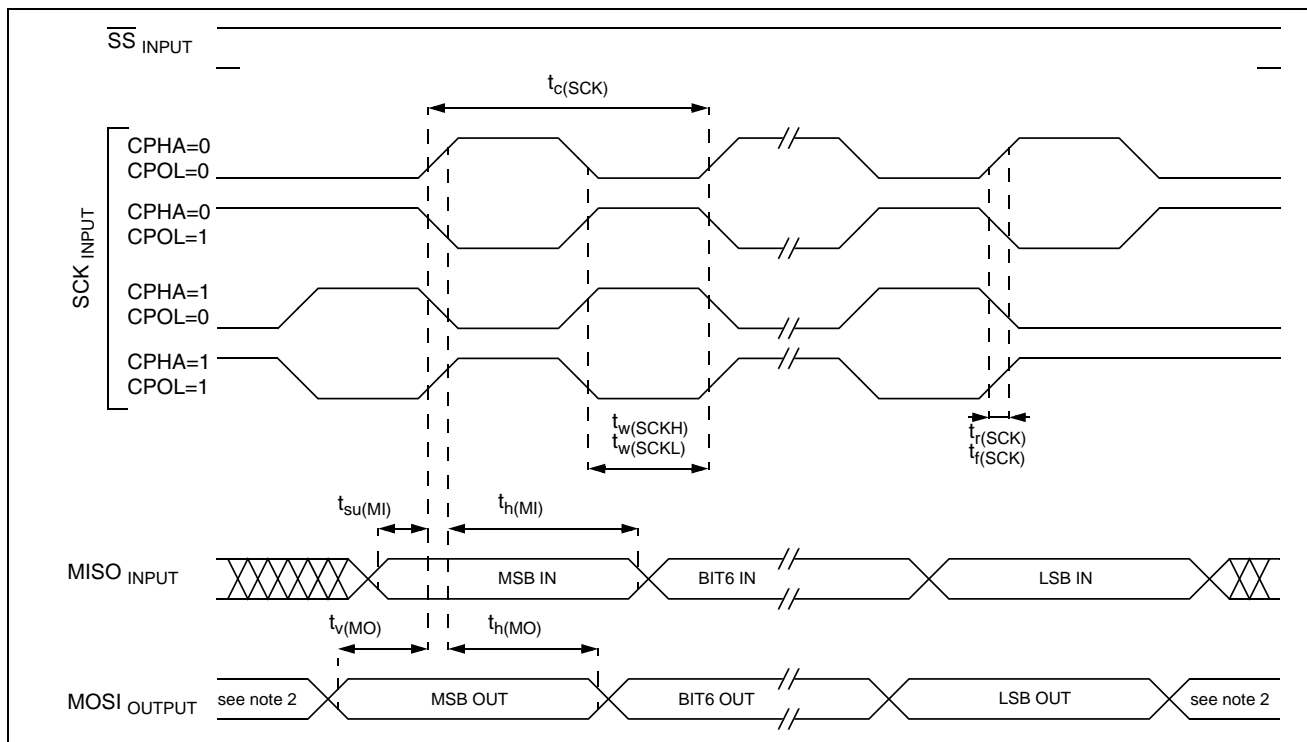 SS INPUT
tc(SCK)
SCK INPUT
CPHA=0
CPOL=0
CPHA=0
CPOL=1
CPHA=1
CPOL=0
CPHA=1
CPOL=1
tw(SCKH)
tw(SCKL)
tr(SCK)
tf(SCK)
tsu(MI)
th(MI)
MISO INPUT
MSB IN
BIT6 IN
LSB IN
tv(MO)
th(MO)
MOSI OUTPUT
see note 2
MSB OUT
BIT6 OUT
LSB OUT
see note 2